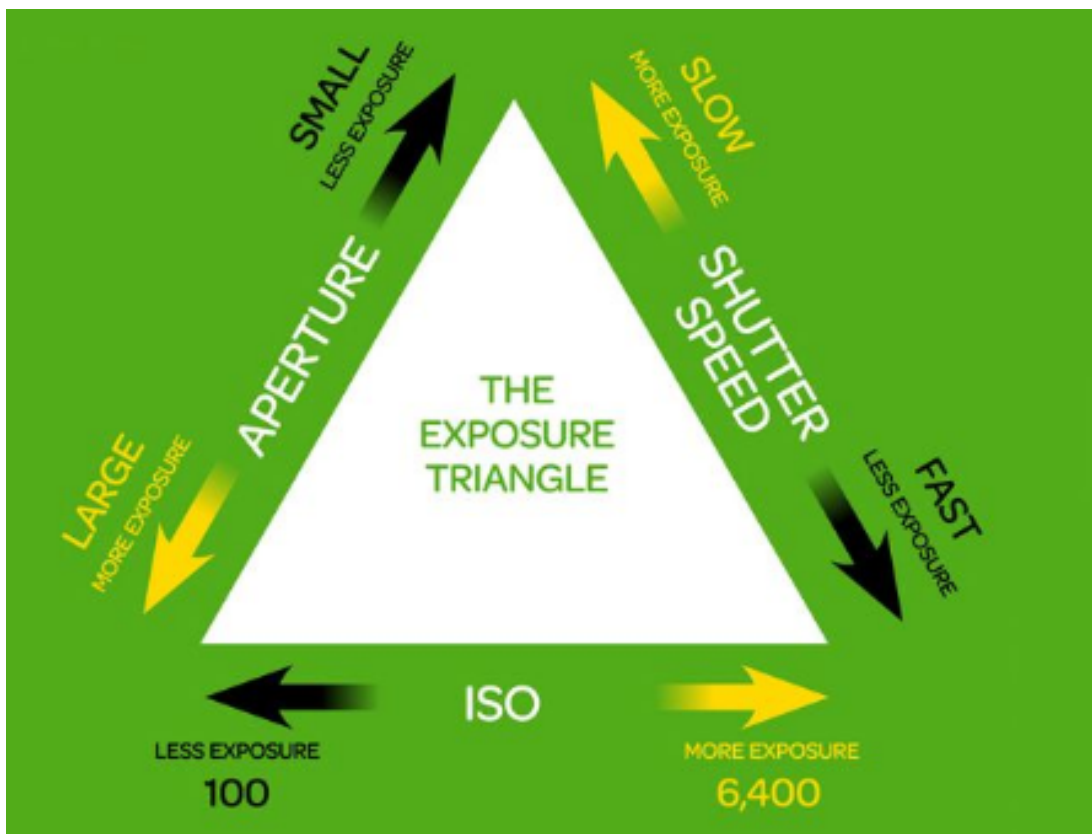 SMALL
LESS EXPOSURE
SLOW
MORE EXPOSURE
APERTURE
SHUTTER
SPEED
THE
EXPOSURE
TRIANGLE
LARGE
MORE EXPOSURE
FAST
LESS EXPOSURE
ISO
LESS EXPOSURE
100
MORE EXPOSURE
6,400